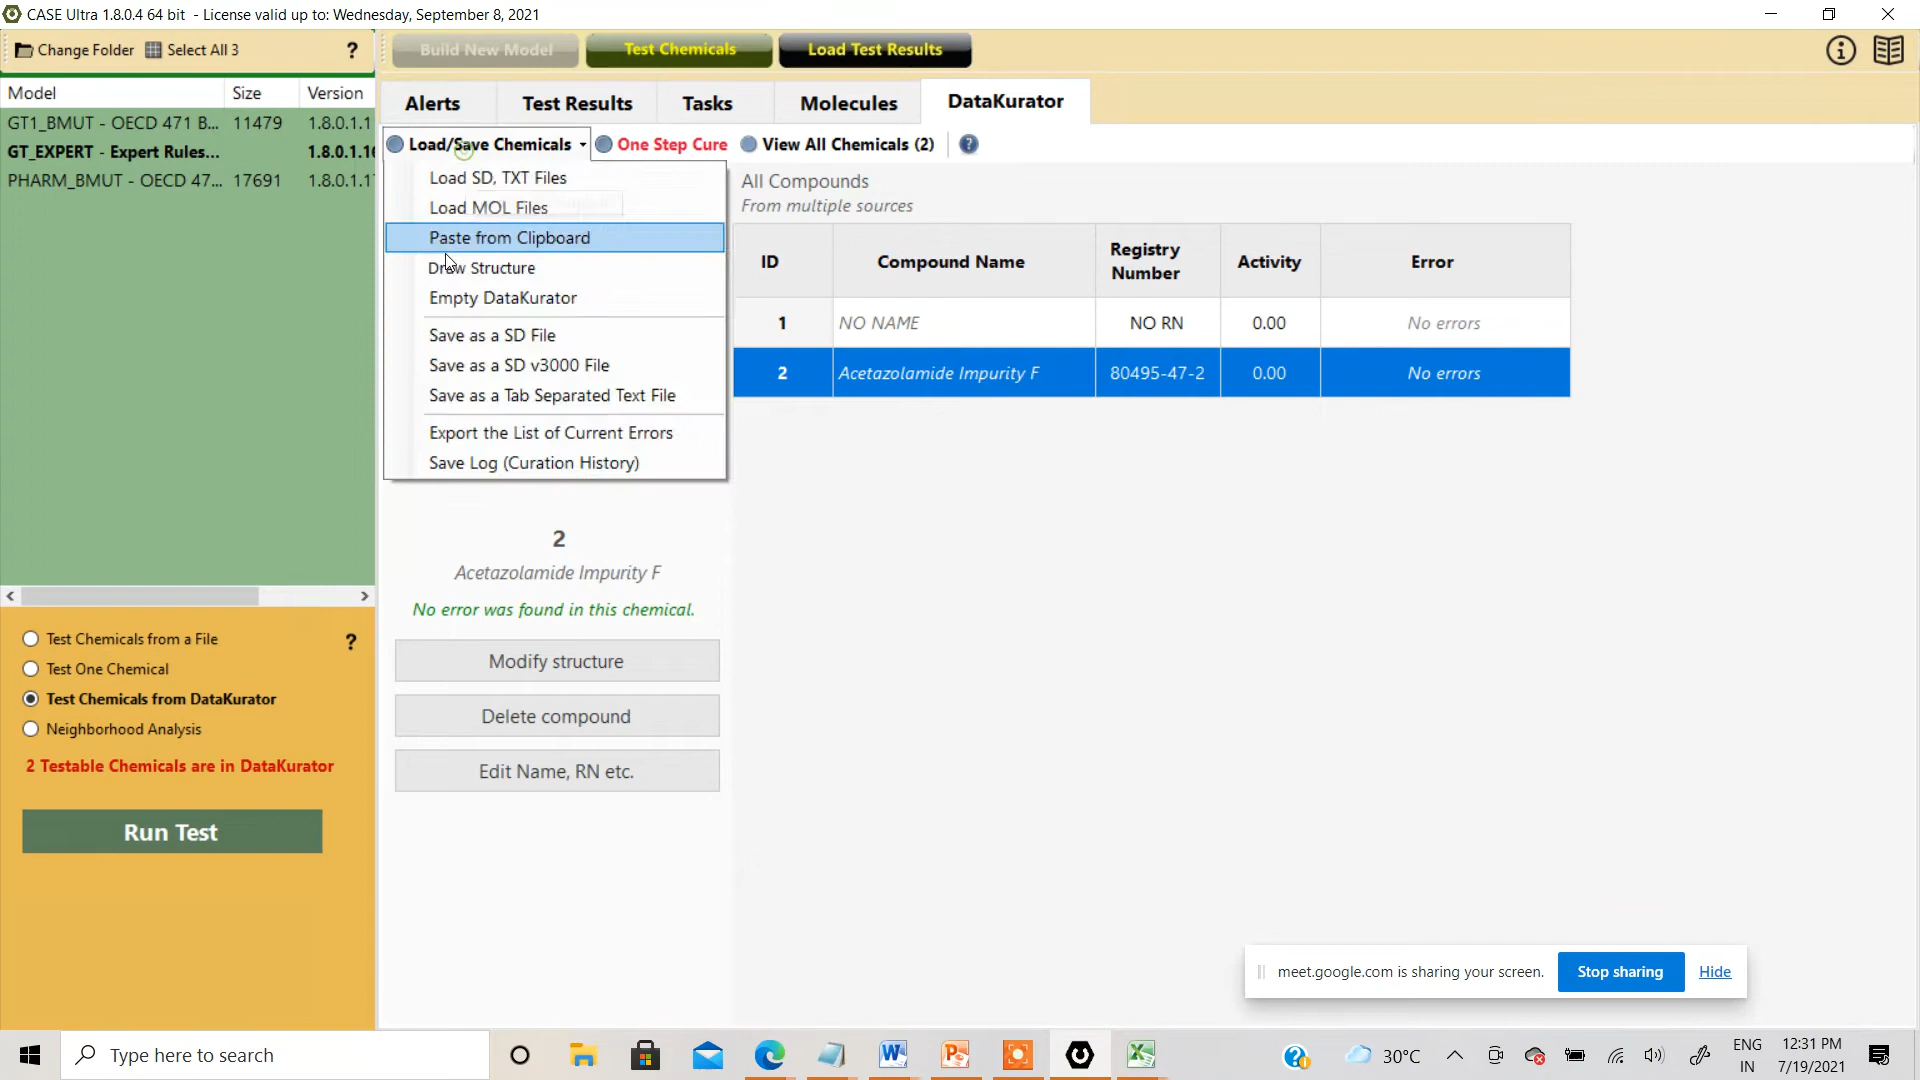 CASE Ultra 1.8.0.4 64 bit - License valid up to: Wednesday, September 8, 2021
Change Folder Select All 3 ?
Build New Model Test Chemicals Load Test Results
Model Size Version
GT1_BMUT - OECD 471 B... 11479 1.8.0.1.1
GT_EXPERT - Expert Rules... 1.8.0.1.16
PHARM_BMUT - OECD 47... 17691 1.8.0.1.1
Alerts Test Results Tasks Molecules DataKurator
Load/Save Chemicals One Step Cure View All Chemicals (2) ?
Load SD, TXT Files
Load MOL Files
Paste from Clipboard
Draw Structure
Empty DataKurator
Save as a SD File
Save as a SD v3000 File
Save as a Tab Separated Text File
Export the List of Current Errors
Save Log (Curation History)
All Compounds
From multiple sources
ID Compound Name Registry Number Activity Error
1 NO NAME NO RN 0.00 No errors
2 Acetazolamide Impurity F 80495-47-2 0.00 No errors
2
Acetazolamide Impurity F
No error was found in this chemical.
Modify structure
Delete compound
Edit Name, RN etc.
Test Chemicals from a File ?
Test One Chemical
Test Chemicals from DataKurator
Neighborhood Analysis
2 Testable Chemicals are in DataKurator
Run Test
meet.google.com is sharing your screen. Stop sharing Hide
Type here to search
30°C
ENG
IN
12:31 PM
7/19/2021